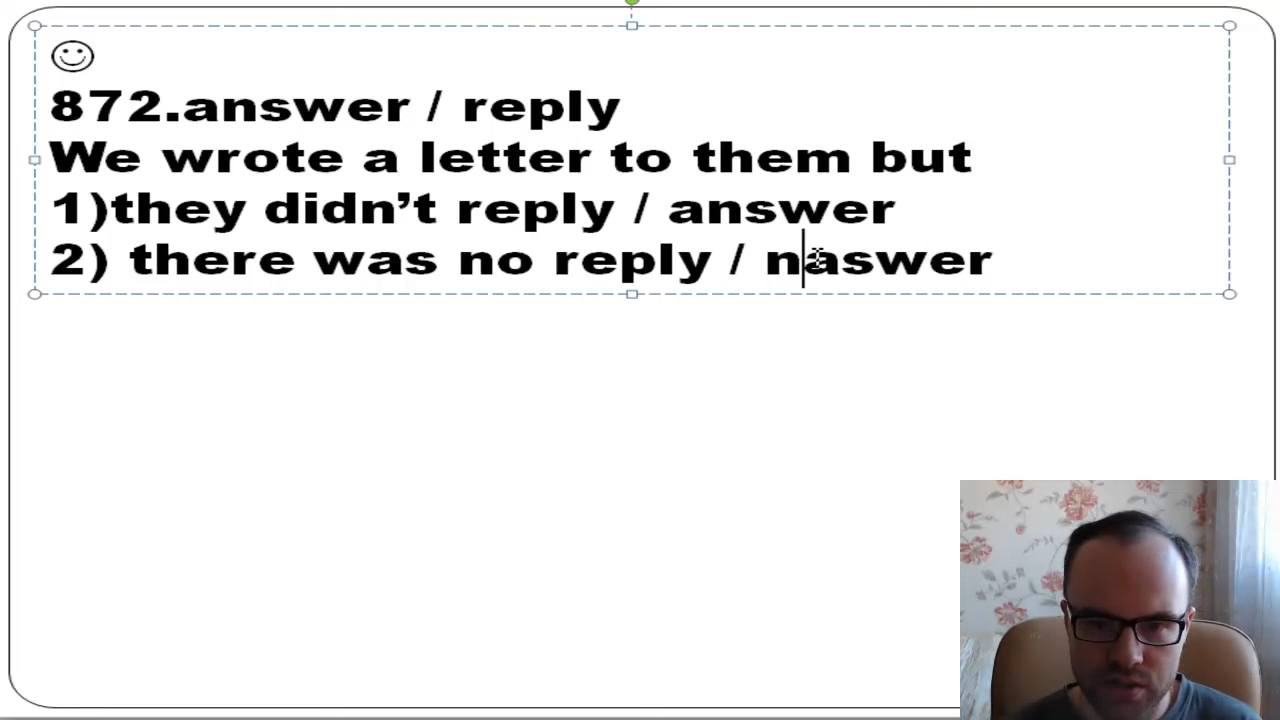 872.answer / reply
We wrote a letter to them but
1)they didn’t reply / answer
2) there was no reply / naswer